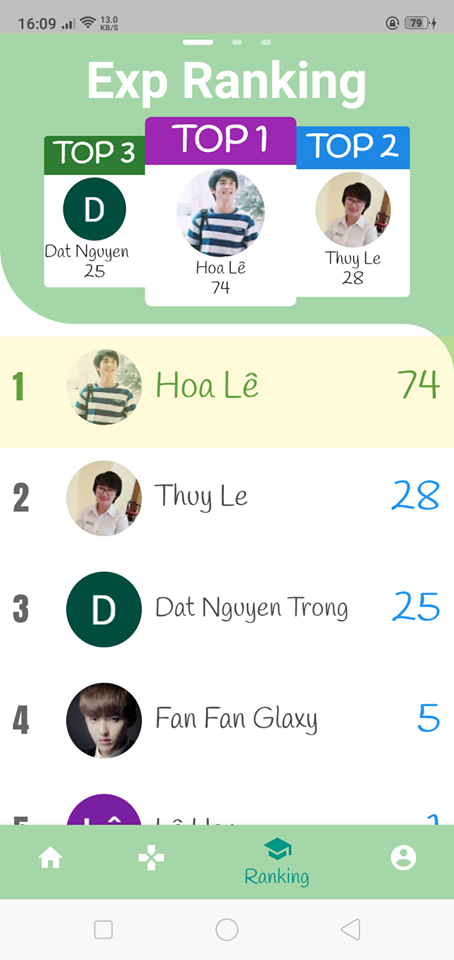 16:09 13.0 KB/S 79
Exp Ranking
TOP 3 TOP 1 TOP 2
D
Dat Nguyen
25
Hoa Lê
74
Thuy Le
28
1 Hoa Lê 74
2 Thuy Le 28
3 D Dat Nguyen Trong 25
4 Fan Fan Glaxy 5
Ranking